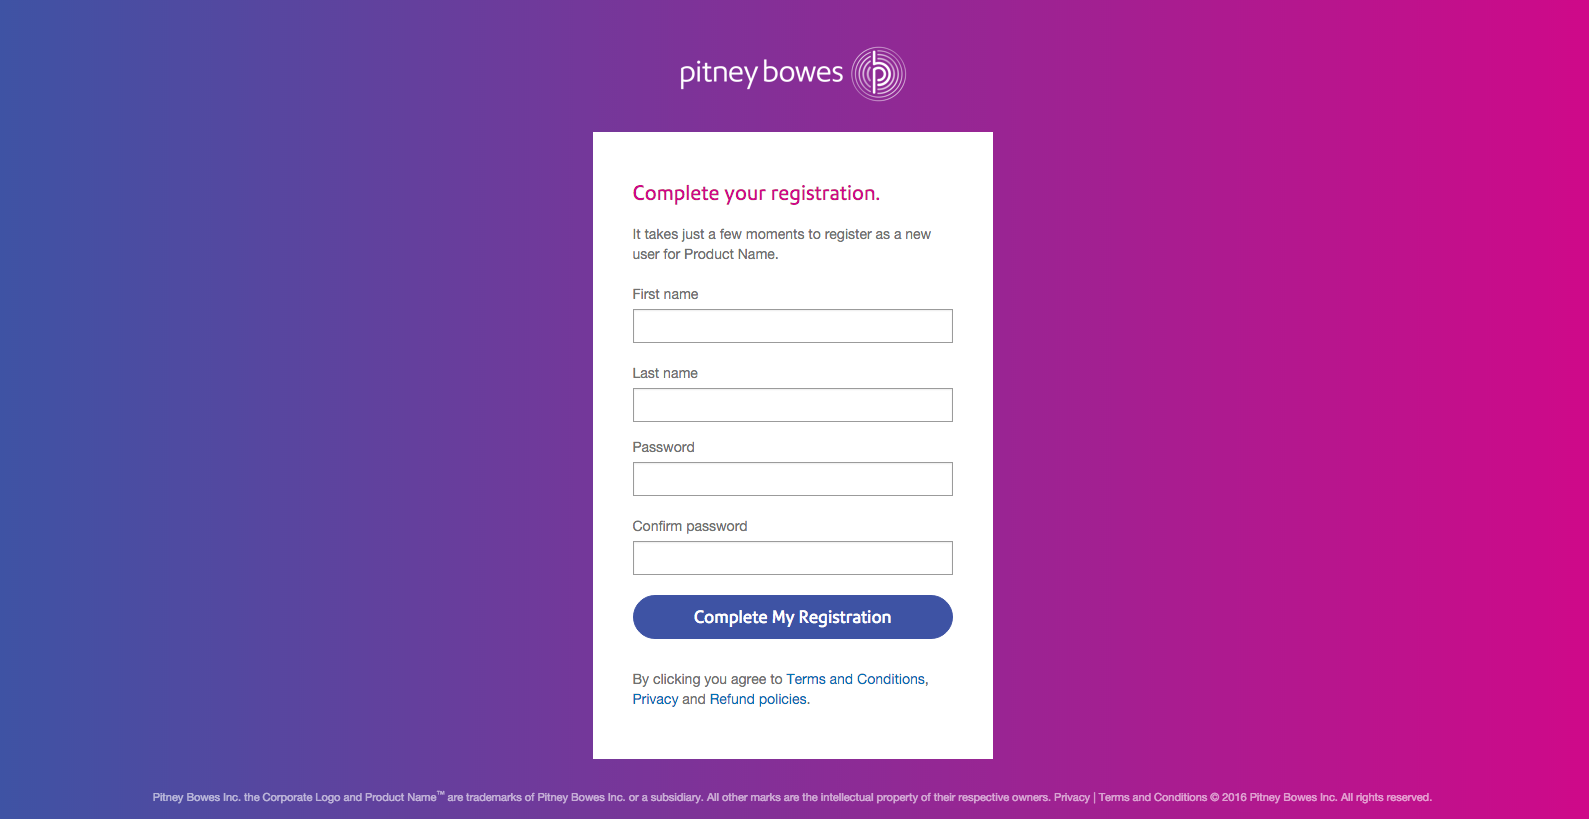 pitney bowes
Complete your registration.
It takes just a few moments to register as a new
user for Product Name.
First name
Last name
Password
Confirm password
Complete My Registration
By clicking you agree to Terms and Conditions,
Privacy and Refund policies.
Pitney Bowes Inc. the Corporate Logo and Product Name™ are trademarks of Pitney Bowes Inc. or a subsidiary. All other marks are the intellectual property of their respective owners. Privacy | Terms and Conditions © 2016 Pitney Bowes Inc. All rights reserved.